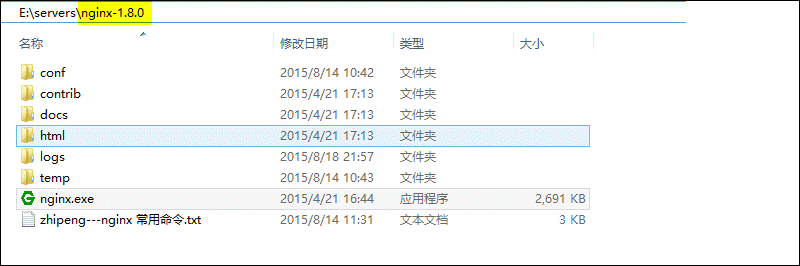 E:\servers\nginx-1.8.0
名称 修改日期 类型 大小
conf 2015/8/14 10:42 文件夹
contrib 2015/4/21 17:13 文件夹
docs 2015/4/21 17:13 文件夹
html 2015/4/21 17:13 文件夹
logs 2015/8/18 21:57 文件夹
temp 2015/8/14 10:43 文件夹
nginx.exe 2015/4/21 16:44 应用程序 2,691 KB
zhipeng---nginx 常用命令.txt 2015/8/14 11:31 文本文档 3 KB